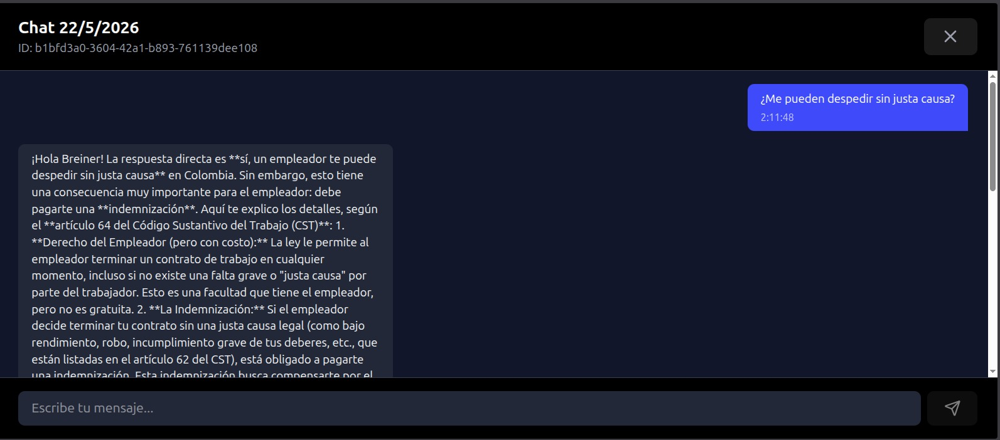 Chat 22/5/2026
ID: b1bfd3a0-3604-42a1-b893-761139dee108
¿Me pueden despedir sin justa causa?
2:11:48
¡Hola Breiner! La respuesta directa es **sí, un empleador te puede
despedir sin justa causa** en Colombia. Sin embargo, esto tiene
una consecuencia muy importante para el empleador: debe
pagarte una **indemnización**. Aquí te explico los detalles, según
el **artículo 64 del Código Sustantivo del Trabajo (CST)**: 1.
**Derecho del Empleador (pero con costo):** La ley le permite al
empleador terminar un contrato de trabajo en cualquier
momento, incluso si no existe una falta grave o "justa causa" por
parte del trabajador. Esto es una facultad que tiene el empleador,
pero no es gratuita. 2. **La Indemnización:** Si el empleador
decide terminar tu contrato sin una justa causa legal (como bajo
rendimiento, robo, incumplimiento grave de tus deberes, etc., que
están listadas en el artículo 62 del CST), está obligado a pagarte
una indemnización. Esta indemnización busca compensarte por el
Escribe tu mensaje...